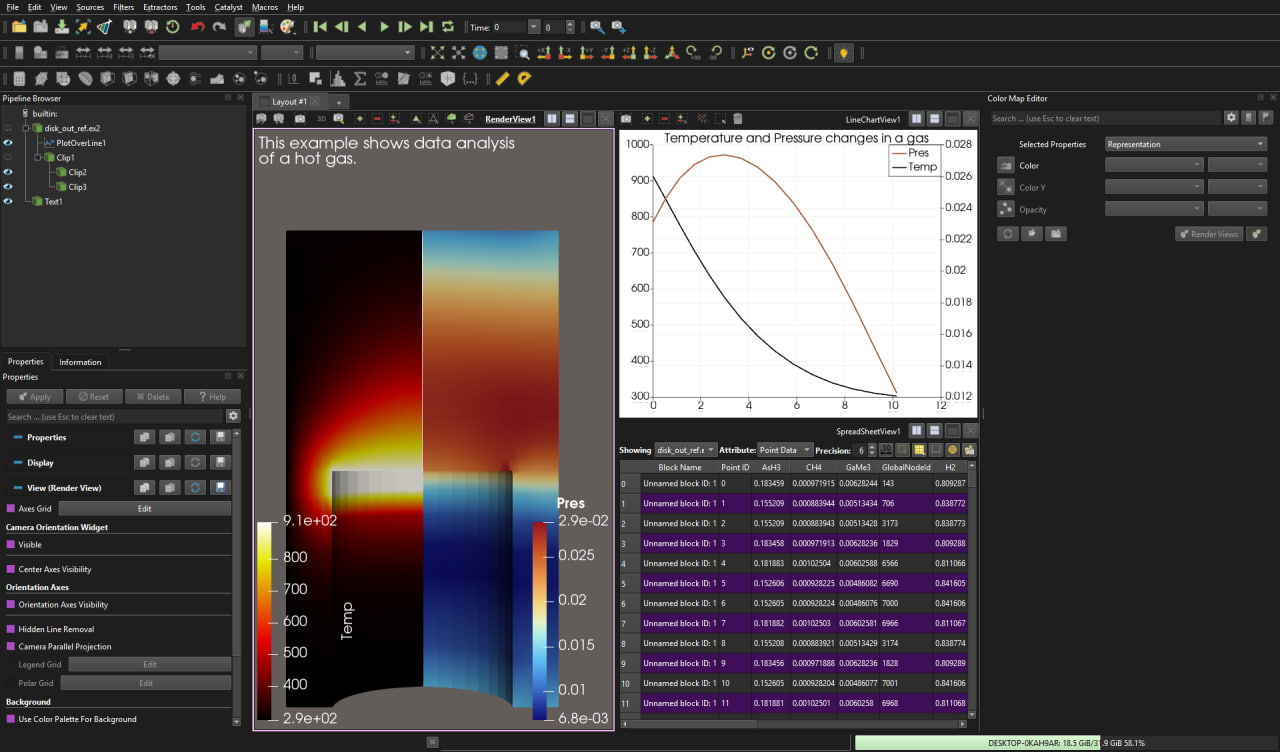 File Edit View Sources Filters Extractors Tools Catalyst Macros Help
Time: 0 0
Pipeline Browser
builtin:
disk_out_ref.ex2
PlotOverLine1
Clip1
Clip2
Clip3
Text1
Properties Information
Properties
Apply Reset Delete ? Help
Search ... (use Esc to clear text)
Properties
Display
View (Render View)
Axes Grid Edit
Camera Orientation Widget
Visible
Center Axes Visibility
Orientation Axes
Orientation Axes Visibility
Hidden Line Removal
Camera Parallel Projection
Legend Grid Edit
Polar Grid Edit
Background
Use Color Palette For Background
Layout #1
3D RenderView1
This example shows data analysis
of a hot gas.
9.1e+02
800
700
600
500
400
2.9e+02
Temp
Pres
2.9e-02
0.025
0.02
0.015
0.01
6.8e-03
LineChartView1
Temperature and Pressure changes in a gas
Pres
Temp
1000
900
800
700
600
500
400
300
0 2 4 6 8 10 12
0.028
0.026
0.024
0.022
0.02
0.018
0.016
0.014
0.012
SpreadSheetView1
Showing disk_out_ref.e Attribute: Point Data Precision: 6
Block Name Point ID AsH3 CH4 GaMe3 GlobalNodeId H2
0 Unnamed block ID: 1 0 0.183459 0.000971915 0.00628244 143 0.809287
1 Unnamed block ID: 1 1 0.155209 0.000883944 0.00513434 706 0.838772
2 Unnamed block ID: 1 2 0.155209 0.000883943 0.00513428 3173 0.838773
3 Unnamed block ID: 1 3 0.183458 0.000971913 0.00628236 1829 0.809288
4 Unnamed block ID: 1 4 0.181883 0.00102504 0.00602588 6566 0.811066
5 Unnamed block ID: 1 5 0.152606 0.000928225 0.00486082 6690 0.841605
6 Unnamed block ID: 1 6 0.152605 0.000928224 0.00486076 7000 0.841606
7 Unnamed block ID: 1 7 0.181882 0.00102503 0.00602581 6966 0.811067
8 Unnamed block ID: 1 8 0.155208 0.000883921 0.00513429 3174 0.838774
9 Unnamed block ID: 1 9 0.183456 0.000971888 0.00628236 1828 0.809289
10 Unnamed block ID: 1 10 0.152605 0.000928204 0.00486077 7001 0.841606
11 Unnamed block ID: 1 11 0.181881 0.00102501 0.0060258 6968 0.811068
Color Map Editor
Search ... (use Esc to clear text)
Selected Properties Representation
Color
Color Y
Opacity
Render Views
DESKTOP-0KAH9AR: 18.5 GiB/31.9 GiB 58.1%